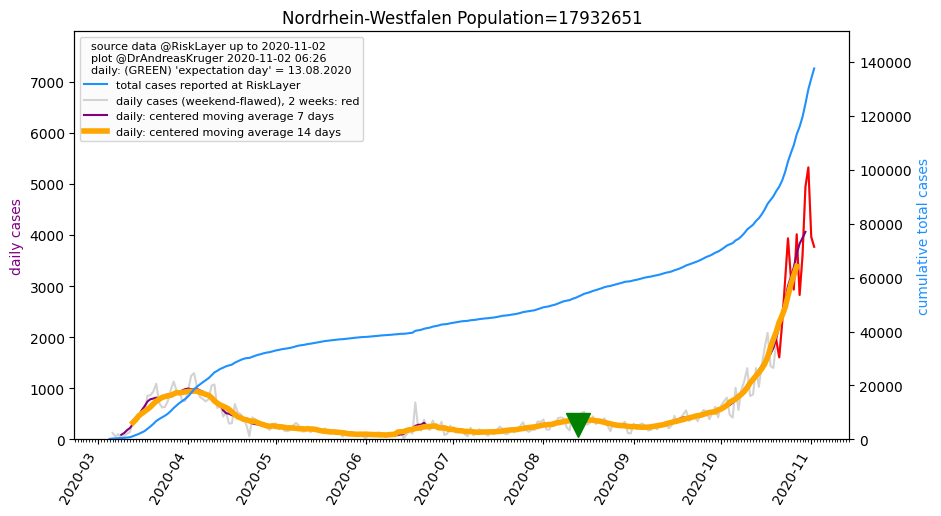 Nordrhein-Westfalen Population=17932651
source data @RiskLayer up to 2020-11-02
plot @DrAndreasKruger 2020-11-02 06:26
daily: (GREEN) 'expectation day' = 13.08.2020
total cases reported at RiskLayer
daily cases (weekend-flawed), 2 weeks: red
daily: centered moving average 7 days
daily: centered moving average 14 days
daily cases
7000
6000
5000
4000
3000
2000
1000
0
140000
120000
100000
80000
60000
40000
20000
0
cumulative total cases
2020-03
2020-04
2020-05
2020-06
2020-07
2020-08
2020-09
2020-10
2020-11